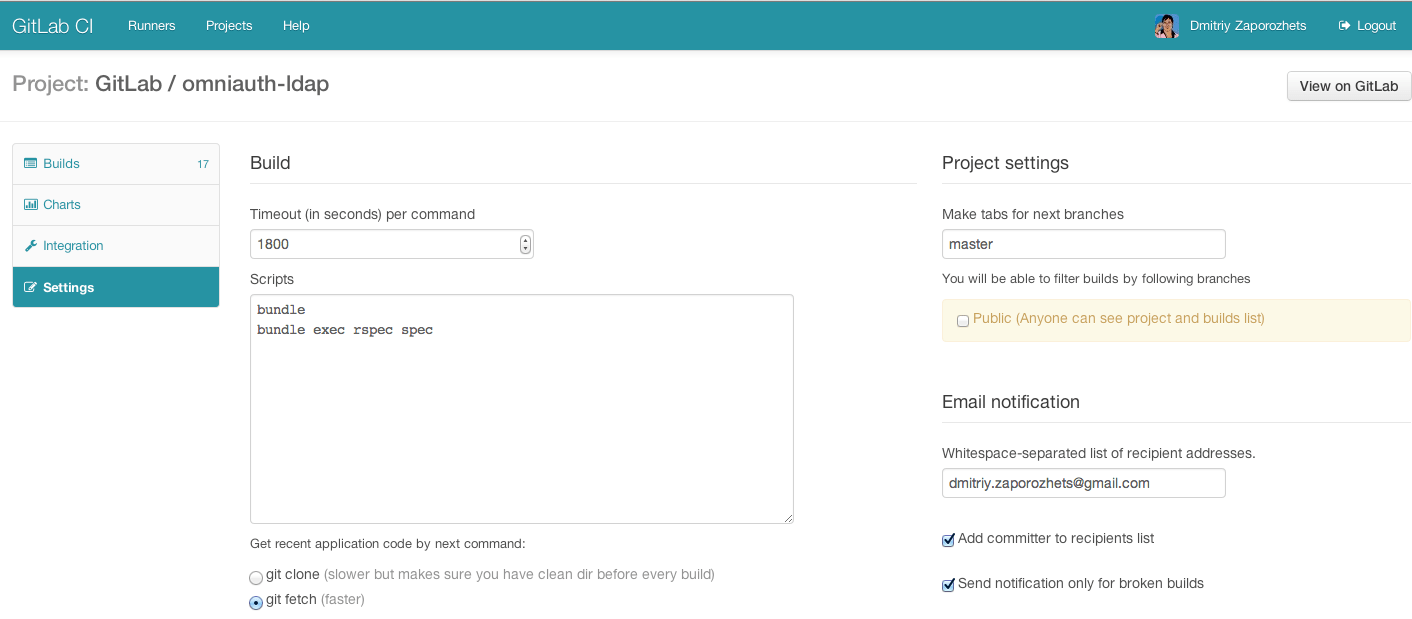 GitLab CI Runners Projects Help Dmitriy Zaporozhets Logout
Project: GitLab / omniauth-ldap
View on GitLab
Builds 17
Charts
Integration
Settings
Build
Timeout (in seconds) per command
1800
Scripts
bundle
bundle exec rspec spec
Get recent application code by next command:
git clone (slower but makes sure you have clean dir before every build)
git fetch (faster)
Project settings
Make tabs for next branches
master
You will be able to filter builds by following branches
Public (Anyone can see project and builds list)
Email notification
Whitespace-separated list of recipient addresses.
dmitriy.zaporozhets@gmail.com
Add committer to recipients list
Send notification only for broken builds